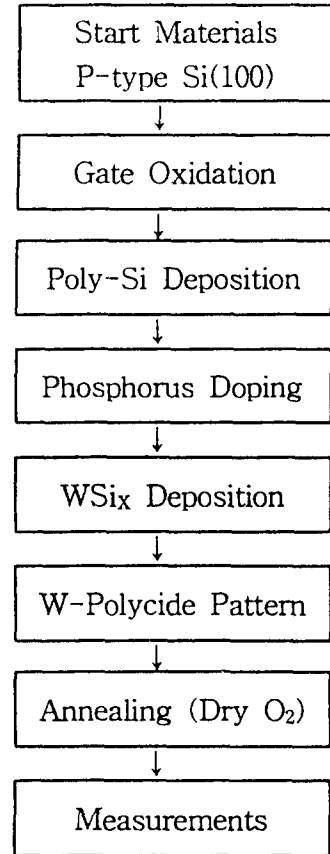 Start Materials
P-type Si(100)
Gate Oxidation
Poly-Si Deposition
Phosphorus Doping
WSiₓ Deposition
W-Polycide Pattern
Annealing (Dry O₂)
Measurements